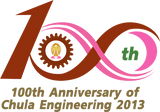 100th
100th Anniversary of
Chula Engineering 2013